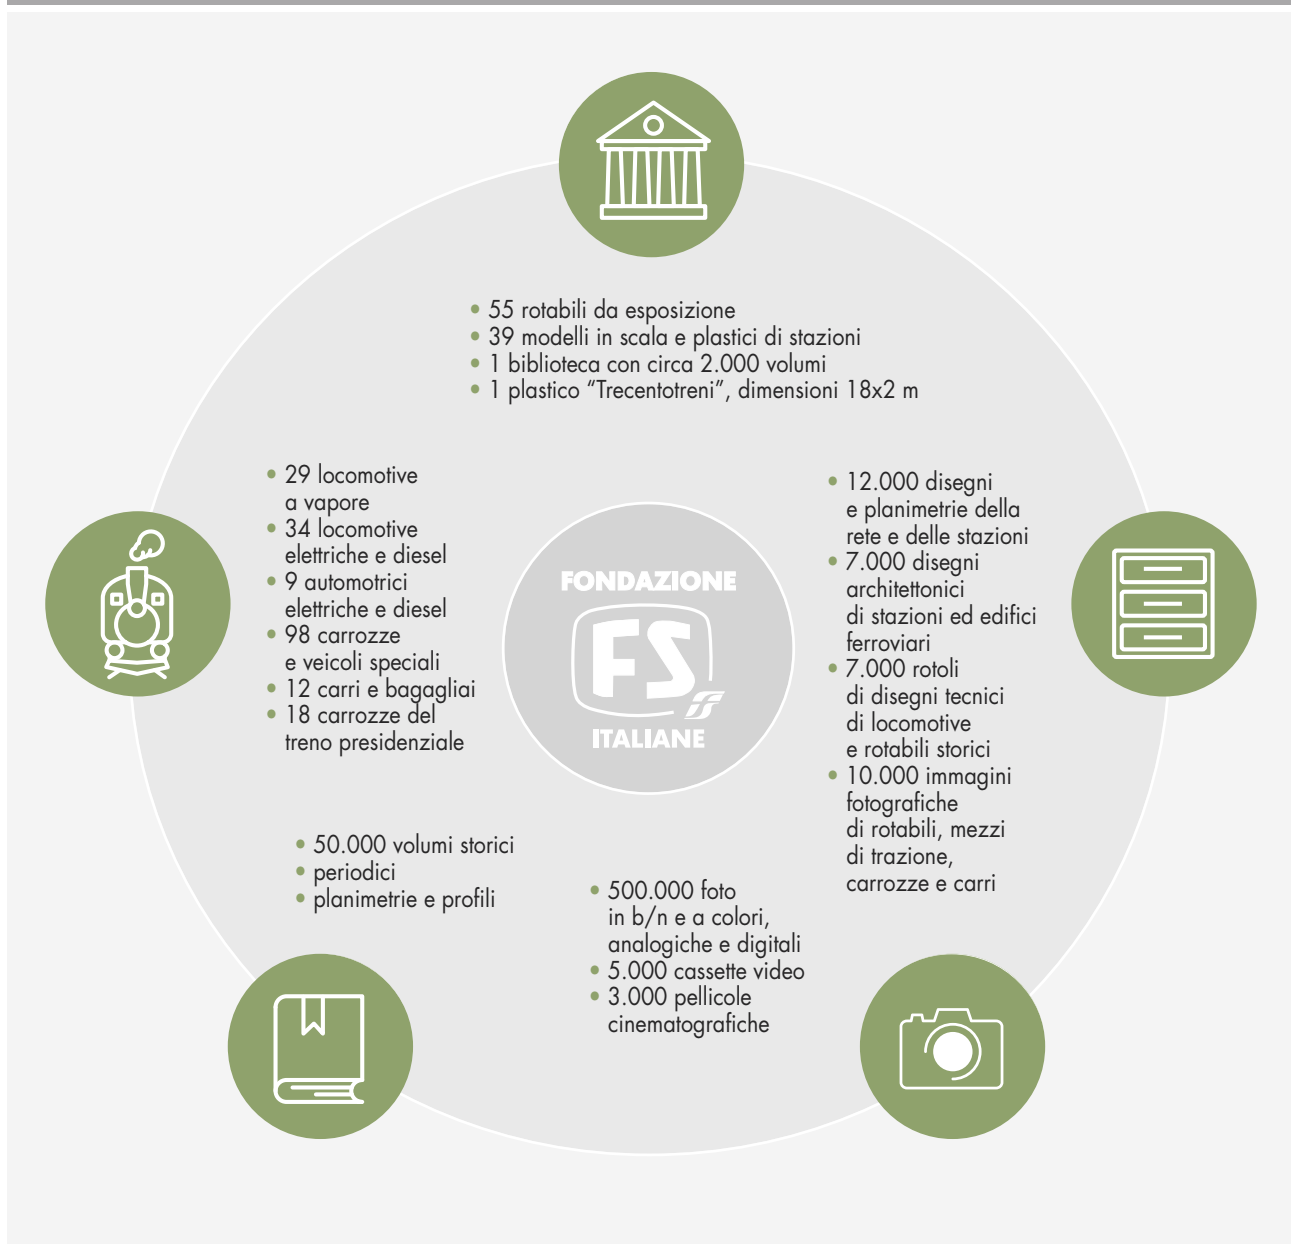 • 55 rotabili da esposizione
• 39 modelli in scala e plastici di stazioni
• 1 biblioteca con circa 2.000 volumi
• 1 plastico “Trecentotreni”, dimensioni 18x2 m
• 29 locomotive
a vapore
• 34 locomotive
elettriche e diesel
• 9 automotrici
elettriche e diesel
• 98 carrozze
e veicoli speciali
• 12 carri e bagagliai
• 18 carrozze del
treno presidenziale
FONDAZIONE
FS
ITALIANE
• 12.000 disegni
e planimetrie della
rete e delle stazioni
• 7.000 disegni
architettonici
di stazioni ed edifici
ferroviari
• 7.000 rotoli
di disegni tecnici
di locomotive
e rotabili storici
• 10.000 immagini
fotografiche
di rotabili, mezzi
di trazione,
carrozze e carri
• 50.000 volumi storici
• periodici
• planimetrie e profili
• 500.000 foto
in b/n e a colori,
analogiche e digitali
• 5.000 cassette video
• 3.000 pellicole
cinematografiche